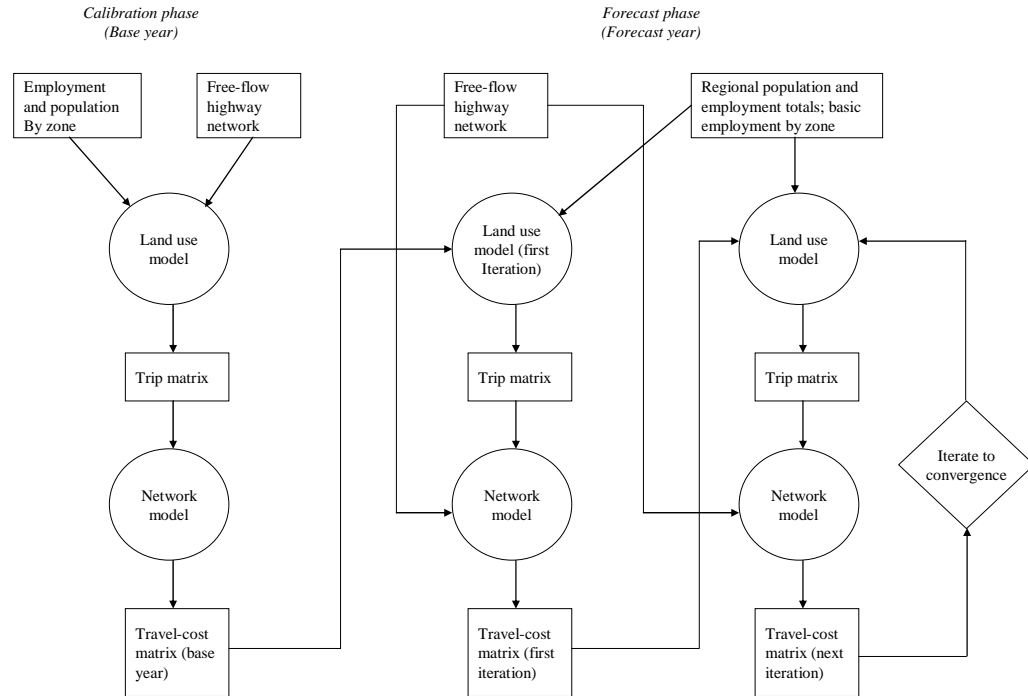 Calibration phase
(Base year)
Forecast phase
(Forecast year)
Employment
and population
By zone
Free-flow
highway
network
Free-flow
highway
network
Regional population and
employment totals; basic
employment by zone
Land use
model
Land use
model (first
Iteration)
Land use
model
Trip matrix
Trip matrix
Trip matrix
Network
model
Network
model
Network
model
Iterate to
convergence
Travel-cost
matrix (base
year)
Travel-cost
matrix (first
iteration)
Travel-cost
matrix (next
iteration)